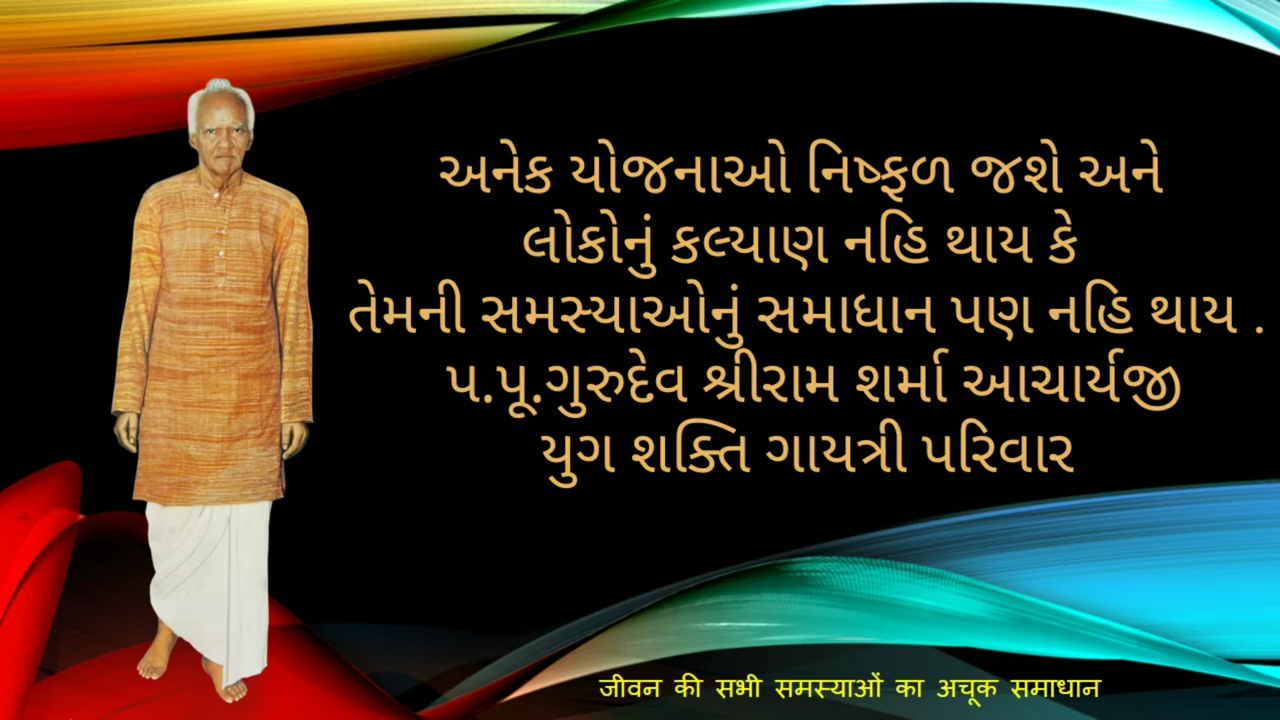 અનેક યોજનાઓ નિષ્ફળ જશે અને
લોકોનું કલ્યાણ નહિ થાય કે
તેમની સમસ્યાઓનું સમાધાન પણ નહિ થાય .
પ.પૂ.ગુરુદેવ શ્રીરામ શર્મા આચાર્યજી
યુગ શક્તિ ગાયત્રી પરિવાર
जीवन की सभी समस्याओं का अचूक समाधान